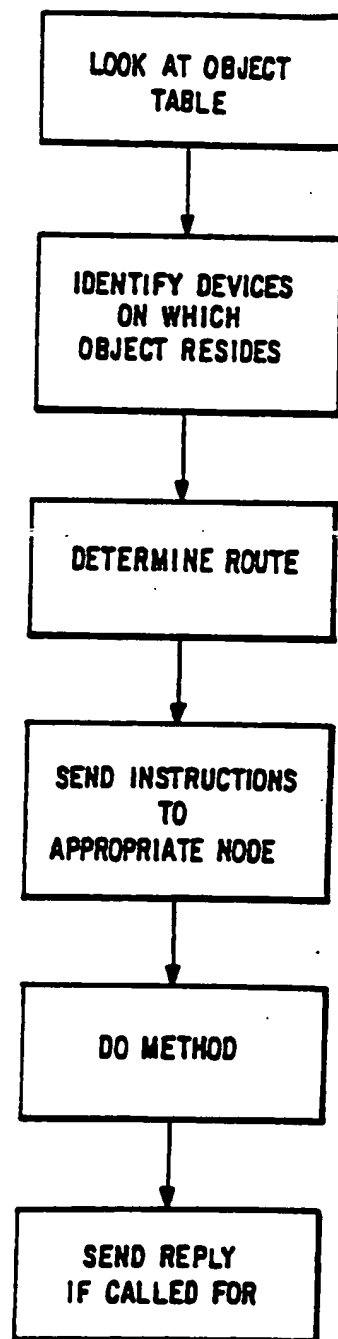 LOOK AT OBJECT
TABLE
IDENTIFY DEVICES
ON WHICH
OBJECT RESIDES
DETERMINE ROUTE
SEND INSTRUCTIONS
TO
APPROPRIATE NODE
DO METHOD
SEND REPLY
IF CALLED FOR